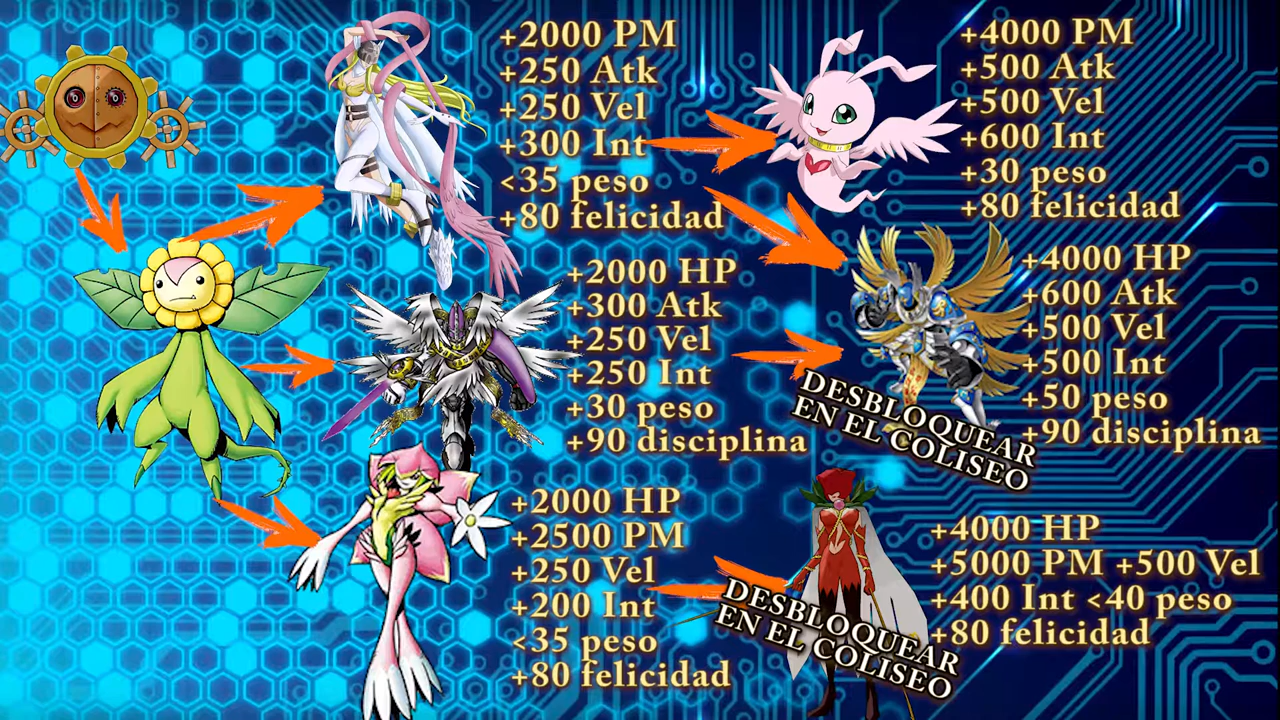 +2000 PM
+250 Atk
+250 Vel
+300 Int
<35 peso
+80 felicidad
+4000 PM
+500 Atk
+500 Vel
+600 Int
+30 peso
+80 felicidad
+2000 HP
+300 Atk
+250 Vel
+250 Int
+30 peso
+90 disciplina
+4000 HP
+600 Atk
+500 Vel
+500 Int
+50 peso
+90 disciplina
DESBLOQUEAR
EN EL COLISEO
+2000 HP
+2500 PM
+250 Vel
+200 Int
<35 peso
+80 felicidad
+4000 HP
+5000 PM +500 Vel
+400 Int <40 peso
+80 felicidad
DESBLOQUEAR
EN EL COLISEO